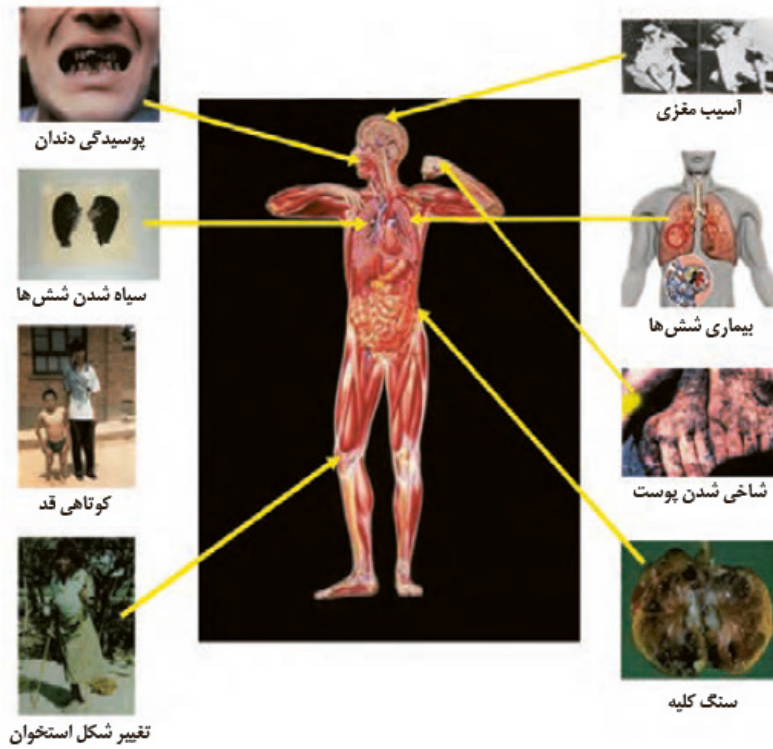 آسیب مغزی
پوسیدگی دندان
بیماری شش‌ها
سیاه شدن شش‌ها
شاخی شدن پوست
کوتاهی قد
سنگ کلیه
تغییر شکل استخوان